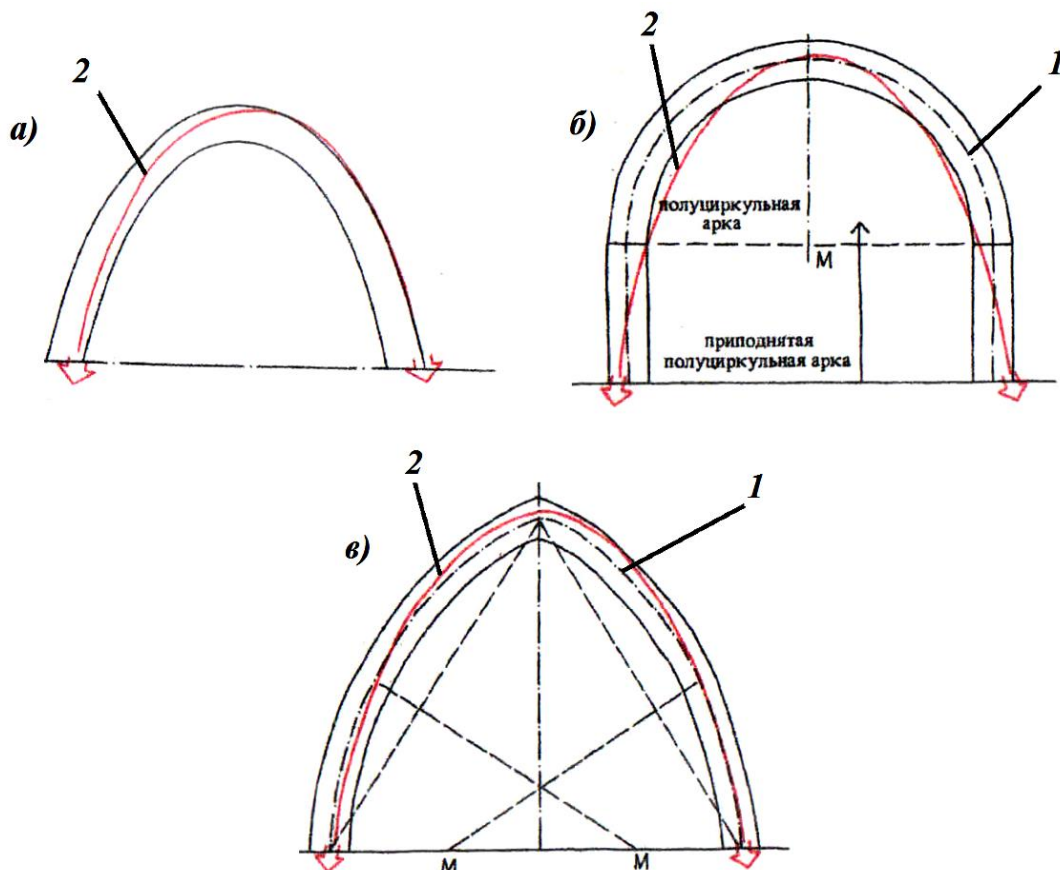 2
а)
2
1
б)
полуциркульная
арка
М
приподнятая
полуциркульная арка
2
1
в)
М
М